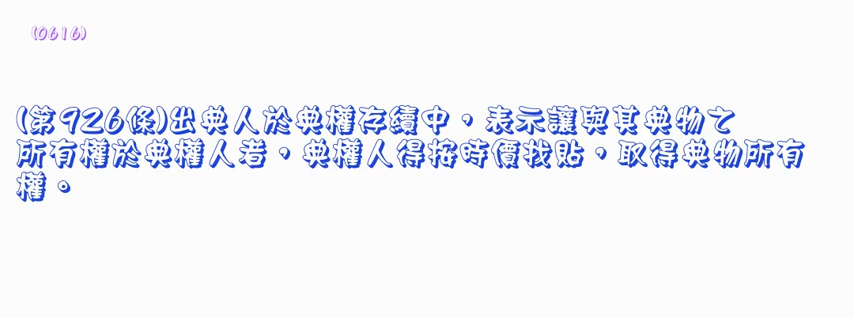 (0616)
(第926條)出典人於典權存續中，表示讓與其典物之
所有權於典權人者，典權人得按時價找貼，取得典物所有
權。